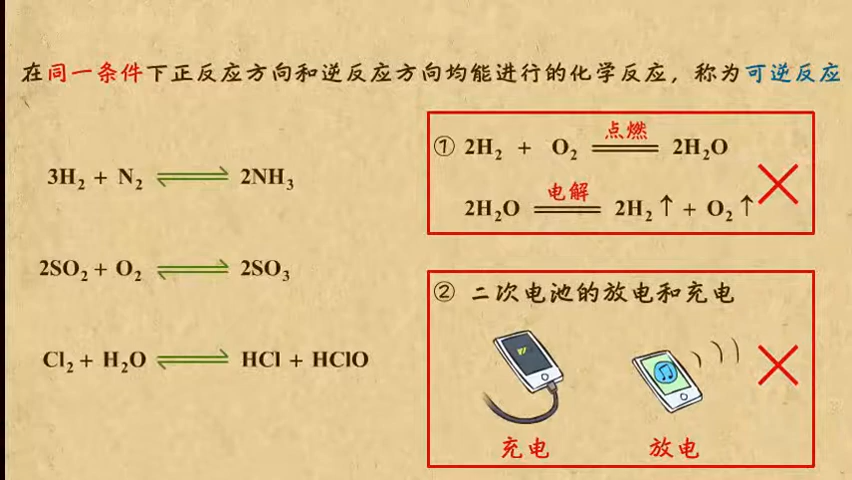 在同一条件下正反应方向和逆反应方向均能进行的化学反应，称为可逆反应
3H₂ + N₂ ⇌ 2NH₃
2SO₂ + O₂ ⇌ 2SO₃
Cl₂ + H₂O ⇌ HCl + HClO
点燃
① 2H₂ + O₂ ═══ 2H₂O
电解
2H₂O ═══ 2H₂↑ + O₂↑
② 二次电池的放电和充电
充电 放电